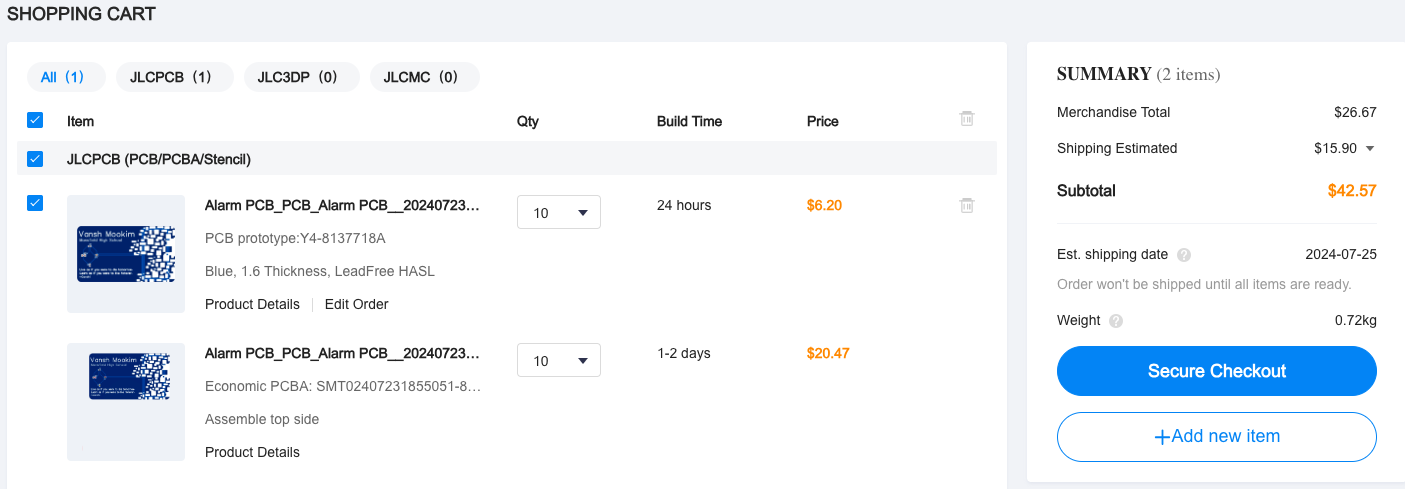 SHOPPING CART
All (1) JLCPCB (1) JLC3DP (0) JLCMC (0)
Item Qty Build Time Price
JLCPCB (PCB/PCBA/Stencil)
Alarm PCB_PCB_Alarm PCB__20240723... 10 24 hours $6.20
PCB prototype:Y4-8137718A
Blue, 1.6 Thickness, LeadFree HASL
Product Details Edit Order
Vansh Mookim
Alarm PCB_PCB_Alarm PCB__20240723... 10 1-2 days $20.47
Economic PCBA: SMT02407231855051-8...
Assemble top side
Product Details
Vansh Mookim
SUMMARY (2 items)
Merchandise Total $26.67
Shipping Estimated $15.90
Subtotal $42.57
Est. shipping date ? 2024-07-25
Order won't be shipped until all items are ready.
Weight ? 0.72kg
Secure Checkout
+Add new item